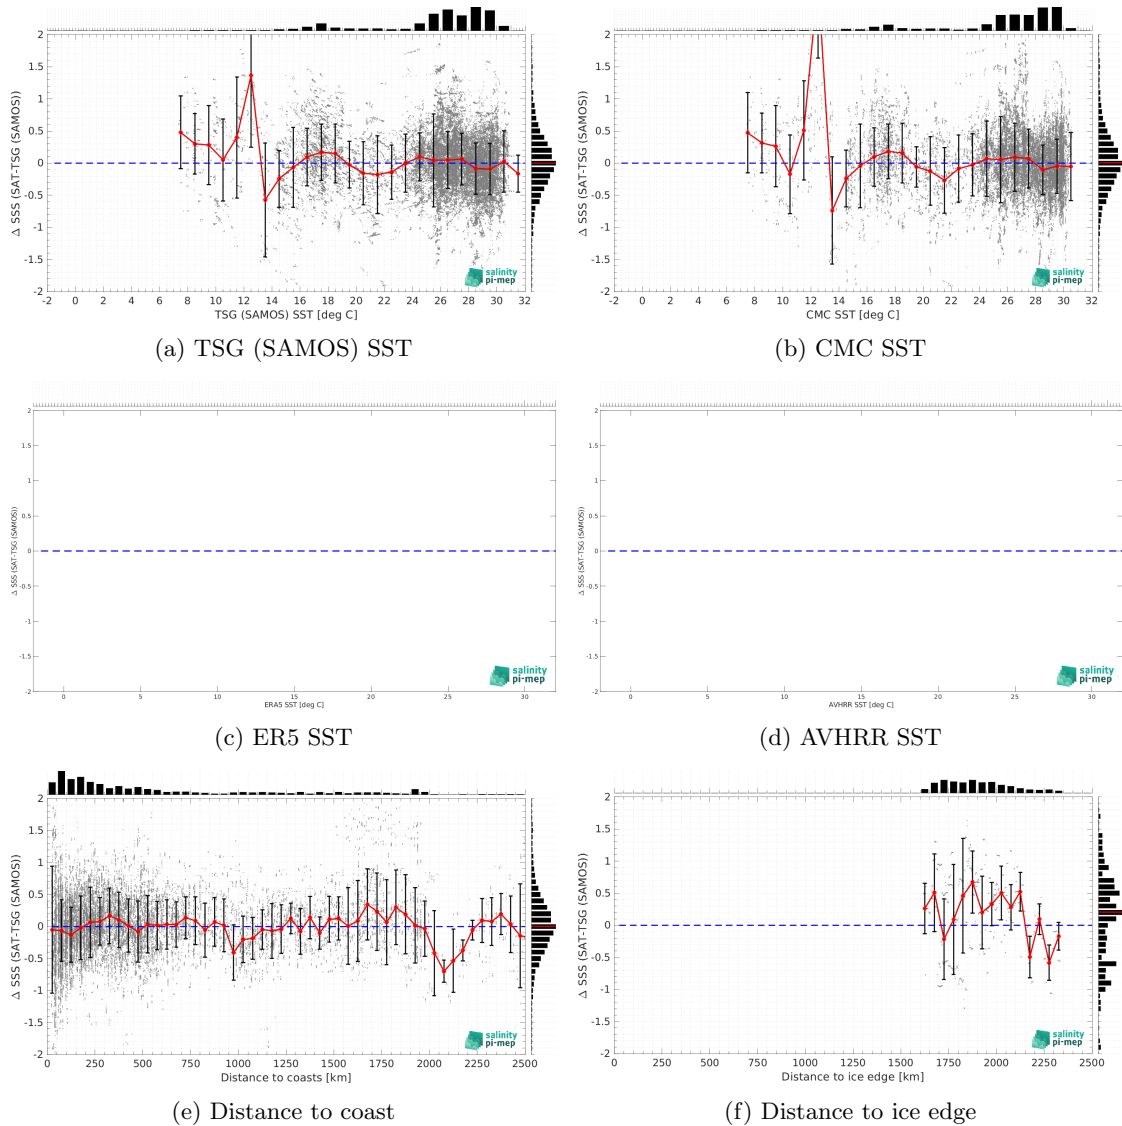 2
1.5
1
0.5
0
-0.5
-1
-1.5
-2
Δ SSS (SAT-TSG (SAMOS))
-2 0 2 4 6 8 10 12 14 16 18 20 22 24 26 28 30 32
TSG (SAMOS) SST [deg C]
salinity
pi-mep
(a) TSG (SAMOS) SST
2
1.5
1
0.5
0
-0.5
-1
-1.5
-2
Δ SSS (SAT-TSG (SAMOS))
-2 0 2 4 6 8 10 12 14 16 18 20 22 24 26 28 30 32
CMC SST [deg C]
salinity
pi-mep
(b) CMC SST
2
1.5
1
0.5
0
-0.5
-1
-1.5
-2
Δ SSS (SAT-TSG (SAMOS))
0 5 10 15 20 25 30
ERA5 SST [deg C]
salinity
pi-mep
(c) ER5 SST
2
1.5
1
0.5
0
-0.5
-1
-1.5
-2
Δ SSS (SAT-TSG (SAMOS))
0 5 10 15 20 25 30
AVHRR SST [deg C]
salinity
pi-mep
(d) AVHRR SST
2
1.5
1
0.5
0
-0.5
-1
-1.5
-2
Δ SSS (SAT-TSG (SAMOS))
0 250 500 750 1000 1250 1500 1750 2000 2250 2500
Distance to coasts [km]
salinity
pi-mep
(e) Distance to coast
2
1.5
1
0.5
0
-0.5
-1
-1.5
-2
Δ SSS (SAT-TSG (SAMOS))
0 250 500 750 1000 1250 1500 1750 2000 2250 2500
Distance to ice edge [km]
salinity
pi-mep
(f) Distance to ice edge